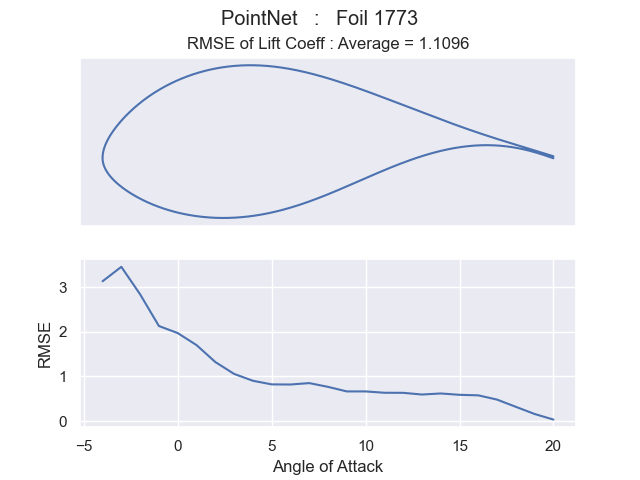 PointNet : Foil 1773
RMSE of Lift Coeff : Average = 1.1096
3
2
1
0
RMSE
−5 0 5 10 15 20
Angle of Attack